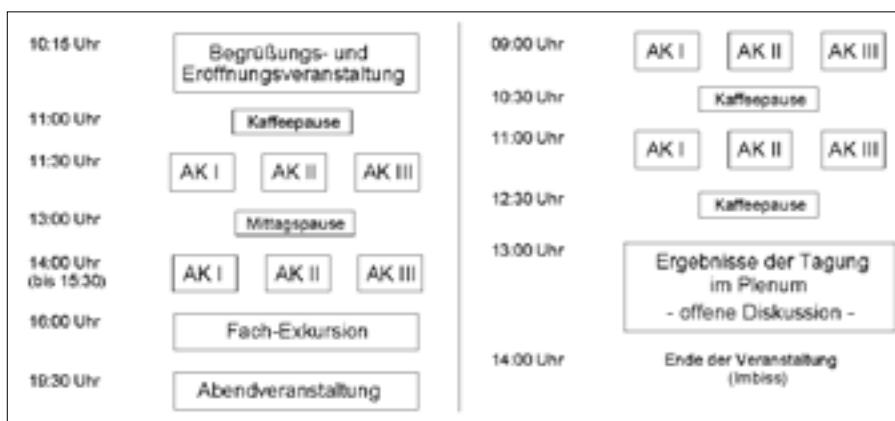 10:15 Uhr
Begrüßungs- und
Eröffnungsveranstaltung
11:00 Uhr
Kaffeepause
11:30 Uhr
AK I AK II AK III
13:00 Uhr
Mittagspause
14:00 Uhr
(bis 15:30)
AK I AK II AK III
16:00 Uhr
Fach-Exkursion
19:30 Uhr
Abendveranstaltung
09:00 Uhr
AK I AK II AK III
10:30 Uhr
Kaffeepause
11:00 Uhr
AK I AK II AK III
12:30 Uhr
Kaffeepause
13:00 Uhr
Ergebnisse der Tagung
im Plenum
- offene Diskussion -
14:00 Uhr
Ende der Veranstaltung
(Imbiss)